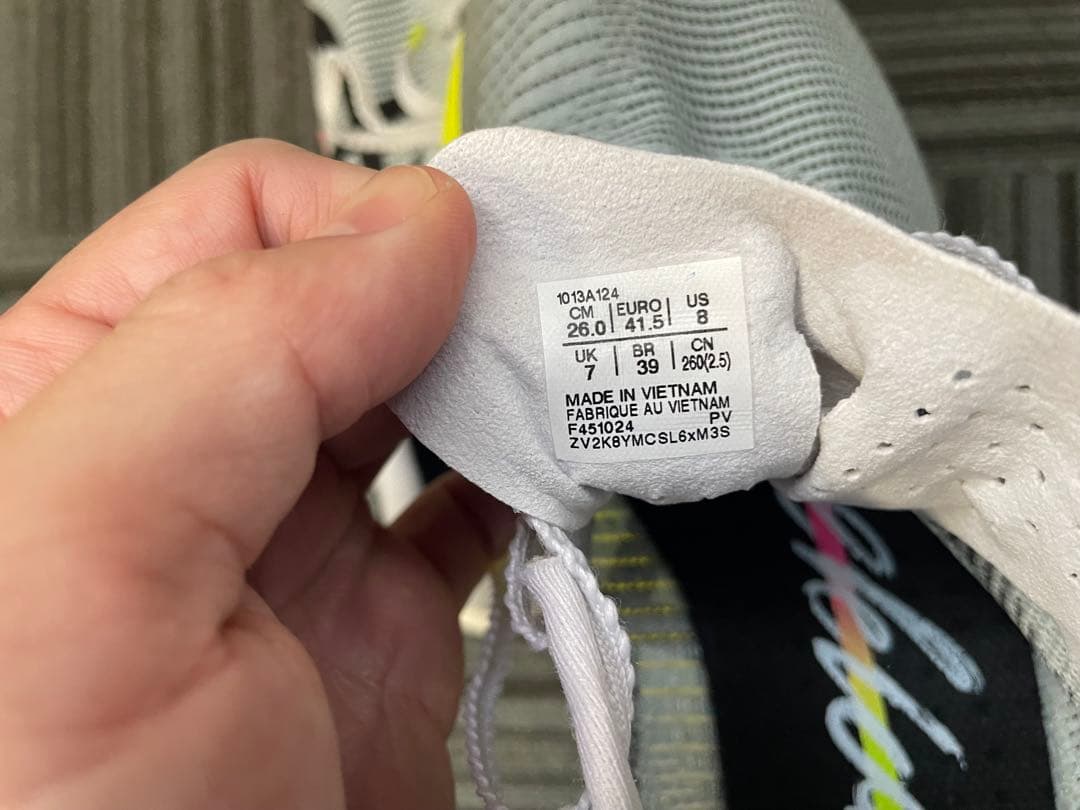 1013A124
CM | EURO | US
26.0 | 41.5 | 8
UK | BR | CN
7 | 39 | 260(2.5)
MADE IN VIETNAM
FABRIQUE AU VIETNAM
F451024 PV
ZV2K8YMCSL6xM3S